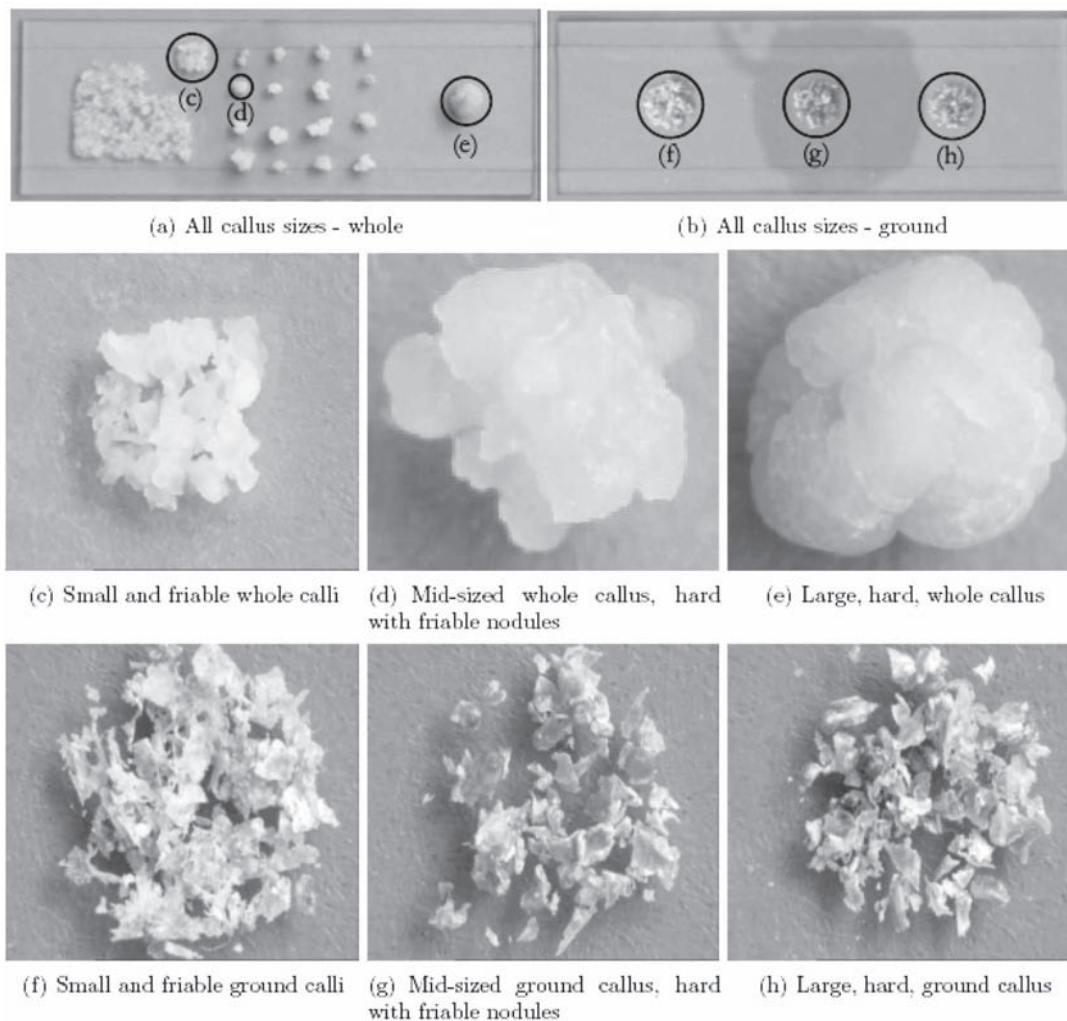 (c)
(d)
(e)
(f)
(g)
(h)
(a) All callus sizes - whole
(b) All callus sizes - ground
(c) Small and friable whole calli
(d) Mid-sized whole callus, hard
with friable nodules
(e) Large, hard, whole callus
(f) Small and friable ground calli
(g) Mid-sized ground callus, hard
with friable nodules
(h) Large, hard, ground callus